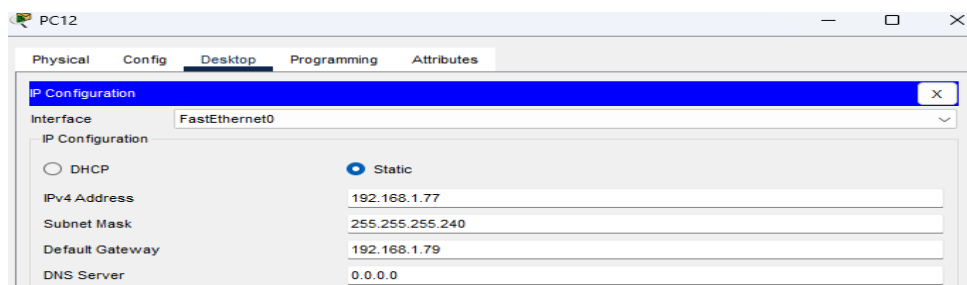 PC12
Physical Config Desktop Programming Attributes
IP Configuration X
Interface FastEthernet0
IP Configuration
DHCP Static
IPv4 Address 192.168.1.77
Subnet Mask 255.255.255.240
Default Gateway 192.168.1.79
DNS Server 0.0.0.0